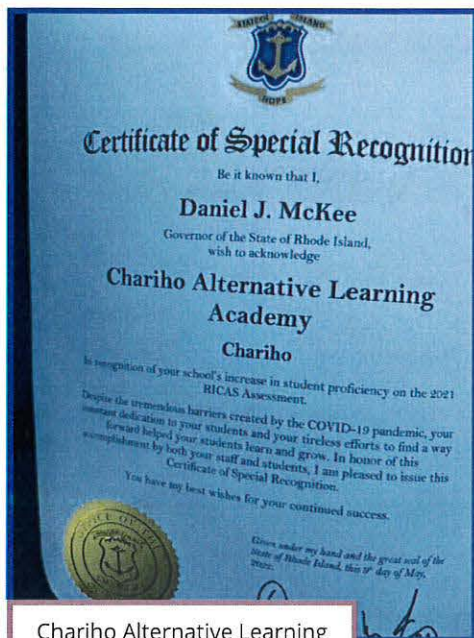 STATE OF RHODE ISLAND
HOPE
Certificate of Special Recognition
Be it known that I,
Daniel J. McKee
Governor of the State of Rhode Island,
wish to acknowledge
Chariho Alternative Learning
Academy
Chariho
In recognition of your school's increase in student proficiency on the 2021
RICAS Assessment.
Despite the tremendous barriers created by the COVID-19 pandemic, your
constant dedication to your students and your tireless efforts to find a way
forward helped your students learn and grow. In honor of this
accomplishment by both your staff and students, I am pleased to issue this
Certificate of Special Recognition.
You have my best wishes for your continued success.
OFFICE OF THE
Given under my hand and the great seal of the
State of Rhode Island, this day of May,
2022.
Chariho Alternative Learning